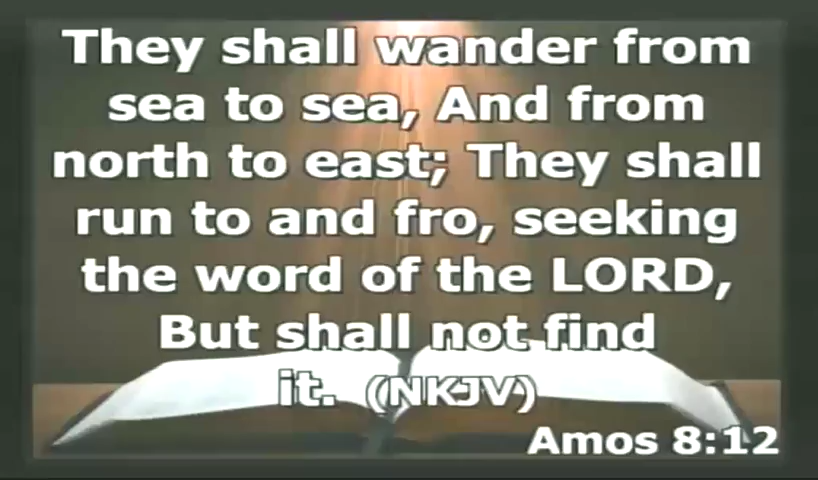 They shall wander from
sea to sea, And from
north to east; They shall
run to and fro, seeking
the word of the LORD,
But shall not find
it. (NKJV)
Amos 8:12